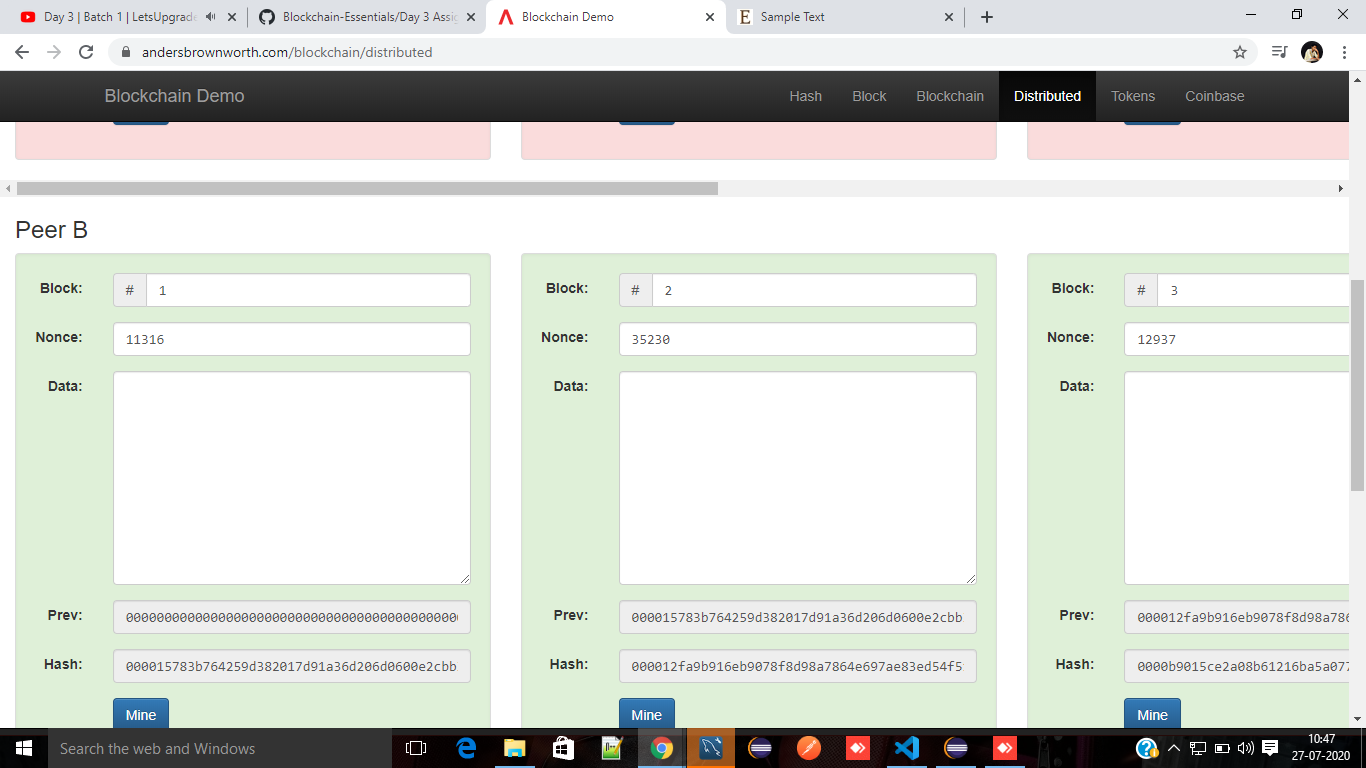 Day 3 | Batch 1 | LetsUpgrade
Blockchain-Essentials/Day 3 Assig
Blockchain Demo
Sample Text
andersbrownworth.com/blockchain/distributed
Blockchain Demo
Hash
Block
Blockchain
Distributed
Tokens
Coinbase
Peer B
Block: # 1
Nonce: 11316
Data:
Prev: 00000000000000000000000000000000000000000000
Hash: 000015783b764259d382017d91a36d206d0600e2cbb
Mine
Block: # 2
Nonce: 35230
Data:
Prev: 000015783b764259d382017d91a36d206d0600e2cbb
Hash: 000012fa9b916eb9078f8d98a7864e697ae83ed54f5
Mine
Block: # 3
Nonce: 12937
Data:
Prev: 000012fa9b916eb9078f8d98a786
Hash: 0000b9015ce2a08b61216ba5a077
Mine
Search the web and Windows
10:47
27-07-2020